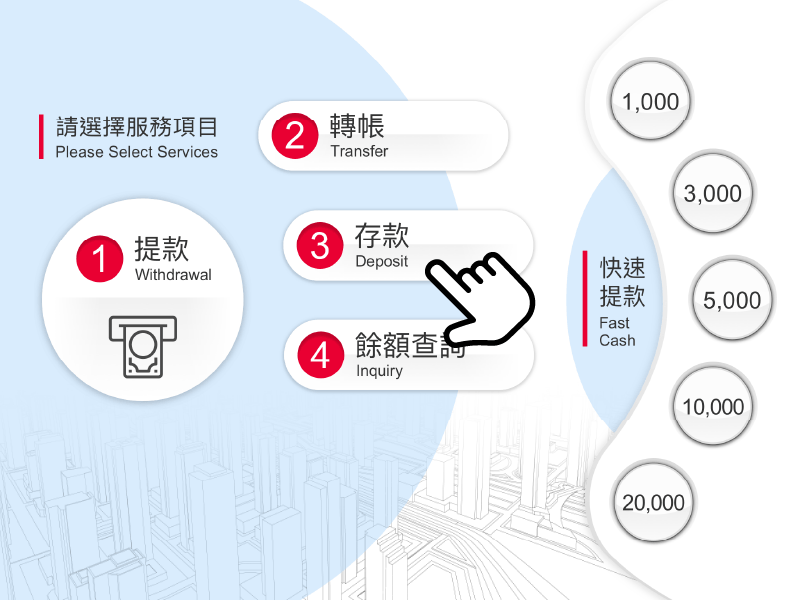 請選擇服務項目
Please Select Services
1
提款
Withdrawal
2
轉帳
Transfer
3
存款
Deposit
4
餘額查詢
Inquiry
快速
提款
Fast
Cash
1,000
3,000
5,000
10,000
20,000